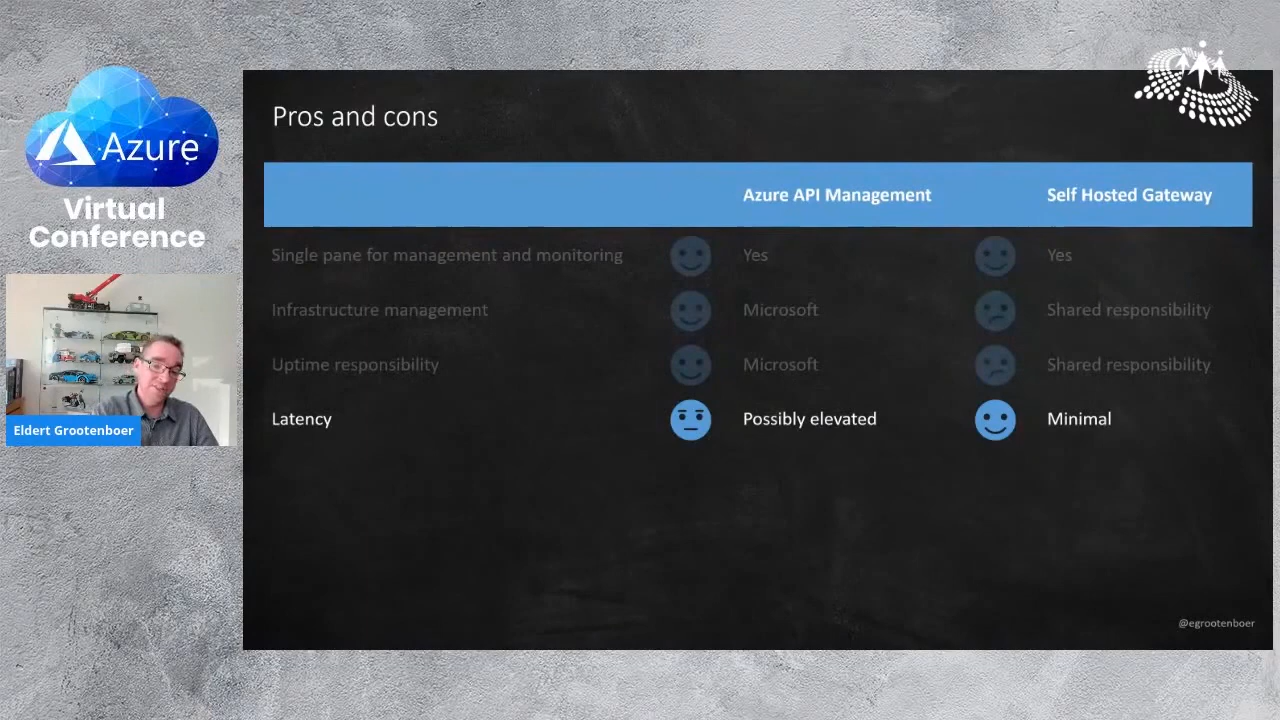 Azure
Virtual
Conference
Eldert Grootenboer
Pros and cons
Azure API Management Self Hosted Gateway
Single pane for management and monitoring Yes Yes
Infrastructure management Microsoft Shared responsibility
Uptime responsibility Microsoft Shared responsibility
Latency Possibly elevated Minimal
@egrootenboer